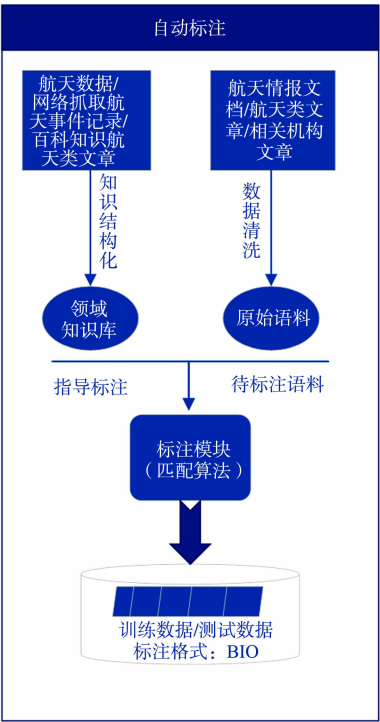 自动标注
航天数据/
网络抓取航
天事件记录/
百科知识航
天类文章
航天情报文
档/航天类文
章/相关机构
文章
知识结构化
数据清洗
领域
知识库
原始语料
指导标注
待标注语料
标注模块
（匹配算法）
训练数据/测试数据
标注格式：BIO